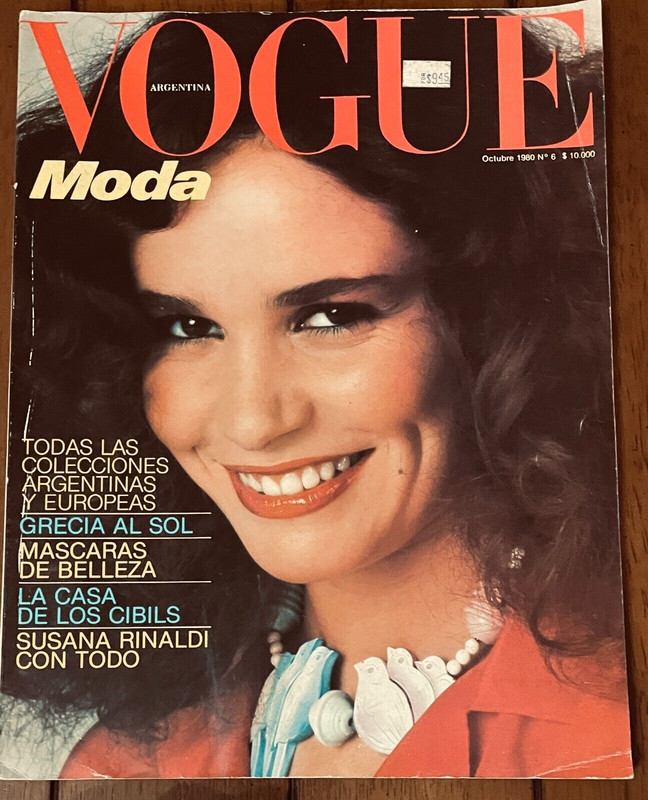 VOGUE
ARGENTINA
$945
Octubre 1980 Nº 6 $ 10.000
Moda
TODAS LAS
COLECCIONES
ARGENTINAS
Y EUROPEAS
GRECIA AL SOL
MASCARAS
DE BELLEZA
LA CASA
DE LOS CIBILS
SUSANA RINALDI
CON TODO